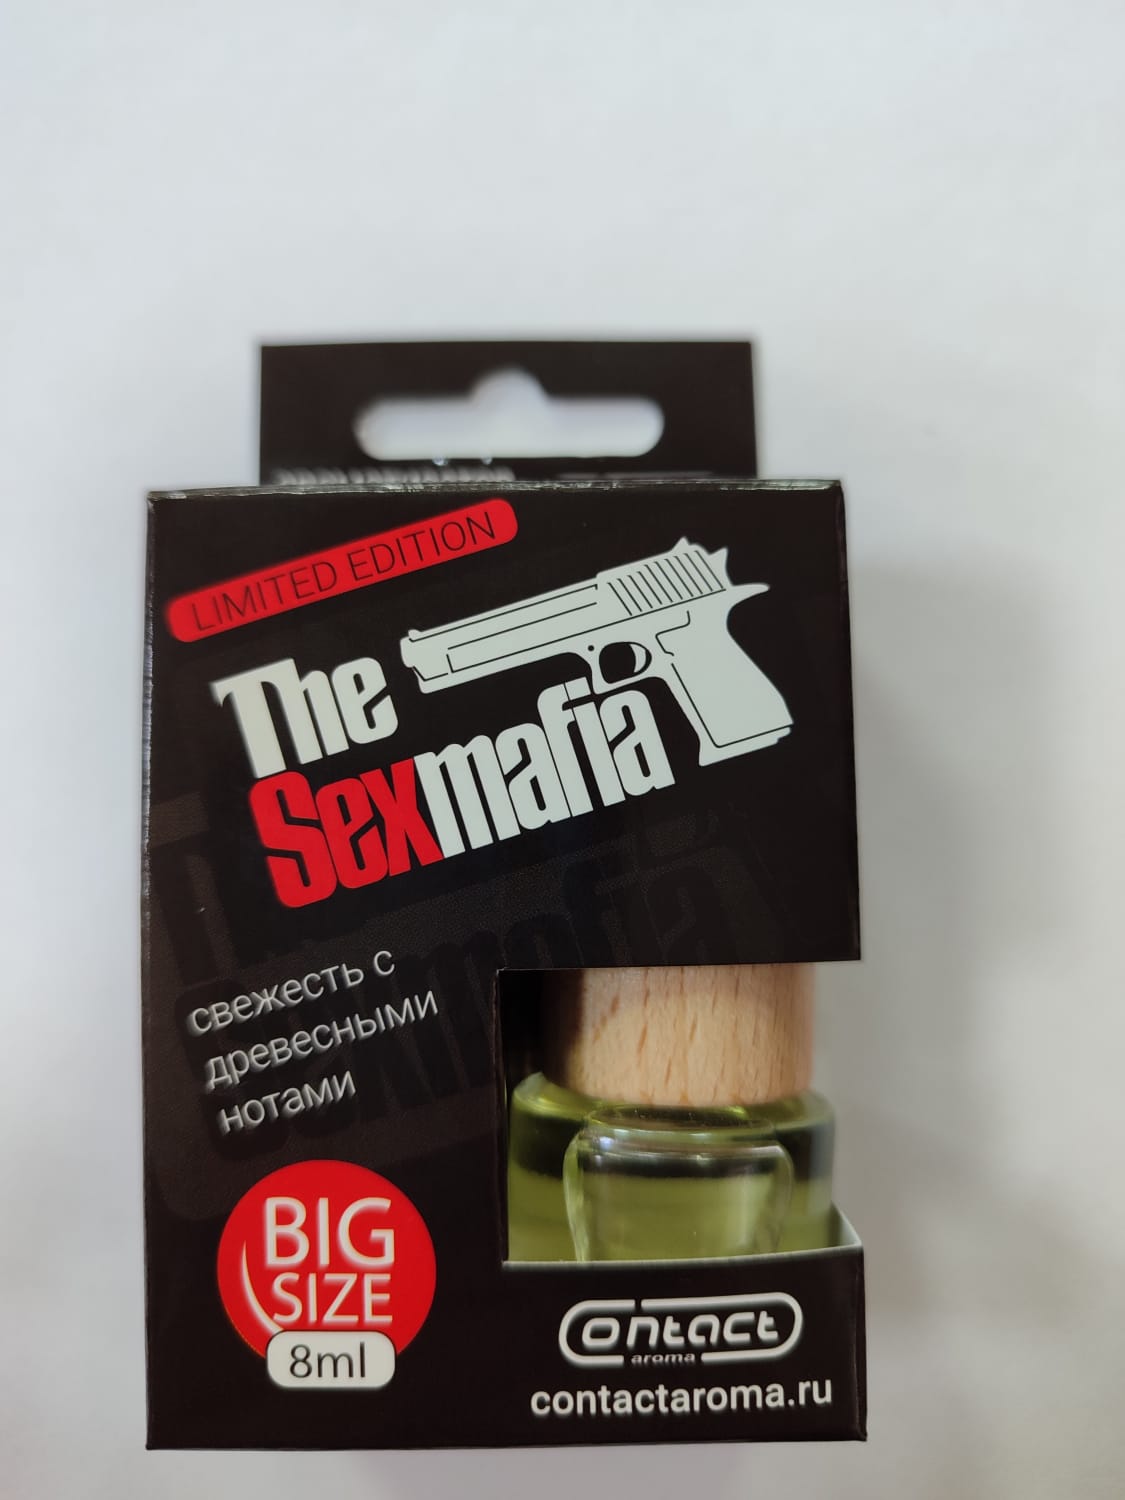 LIMITED EDITION
The
Sexmafia
свежесть с
древесными
нотами
BIG
SIZE
8ml
contact
aroma
contactaroma.ru